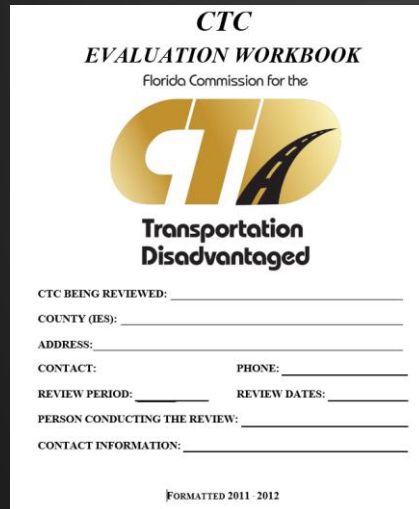 CTC
EVALUATION WORKBOOK
Florida Commission for the
CTD
Transportation
Disadvantaged
CTC BEING REVIEWED:
COUNTY (IES):
ADDRESS:
CONTACT: PHONE:
REVIEW PERIOD: REVIEW DATES:
PERSON CONDUCTING THE REVIEW:
CONTACT INFORMATION:
FORMATTED 2011 - 2012